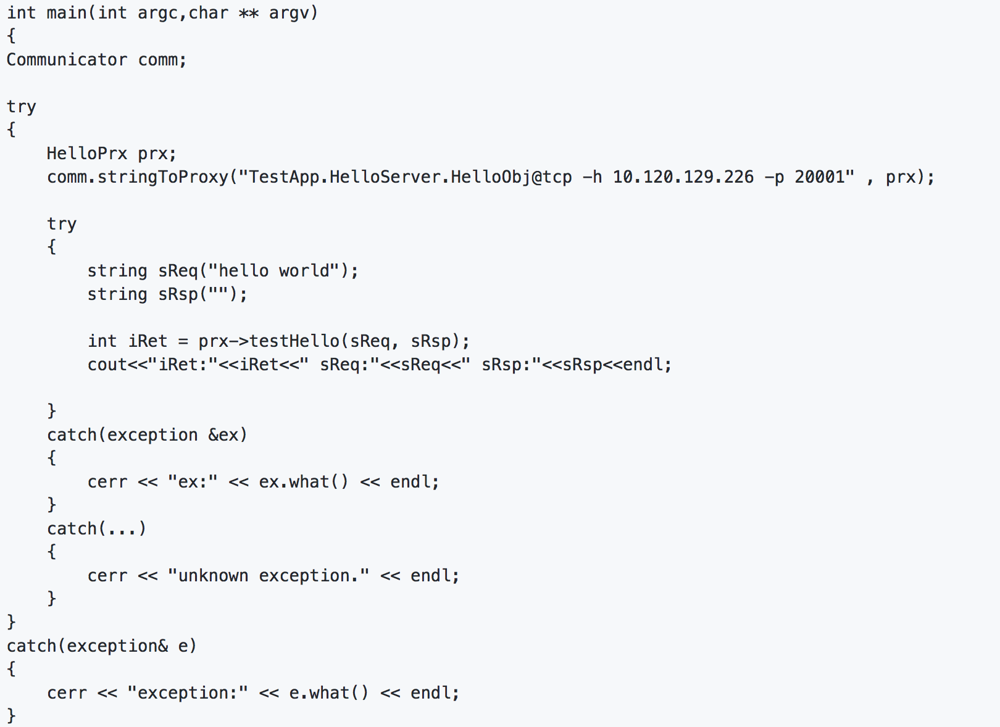 int main(int argc,char ** argv)
{
Communicator comm;
try
{
    HelloPrx prx;
    comm.stringToProxy("TestApp.HelloServer.HelloObj@tcp -h 10.120.129.226 -p 20001" , prx);
    try
    {
        string sReq("hello world");
        string sRsp("");
        int iRet = prx->testHello(sReq, sRsp);
        cout<<"iRet:"<<iRet<<" sReq:"<<sReq<<" sRsp:"<<sRsp<<endl;
    }
    catch(exception &ex)
    {
        cerr << "ex:" << ex.what() << endl;
    }
    catch(...)
    {
        cerr << "unknown exception." << endl;
    }
}
catch(exception& e)
{
    cerr << "exception:" << e.what() << endl;
}